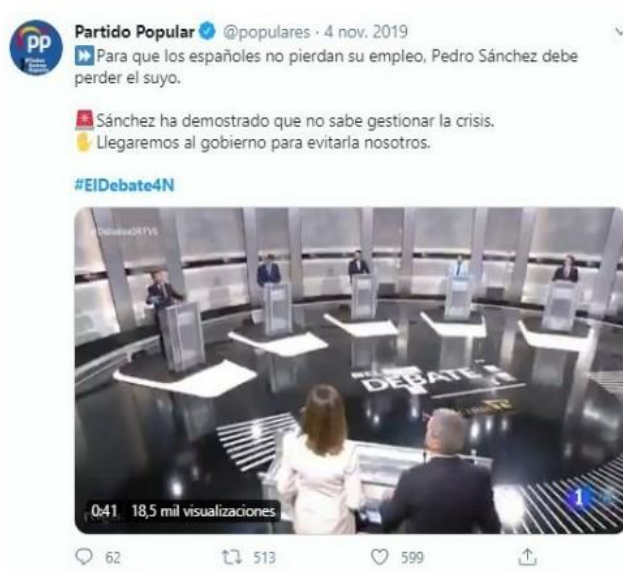 Partido Popular @populares · 4 nov. 2019
Para que los españoles no pierdan su empleo, Pedro Sánchez debe
perder el suyo.
Sánchez ha demostrado que no sabe gestionar la crisis.
Llegaremos al gobierno para evitarla nosotros.
#ElDebate4N
pp
DEBATE
1
0:41 18,5 mil visualizaciones
62 513 599